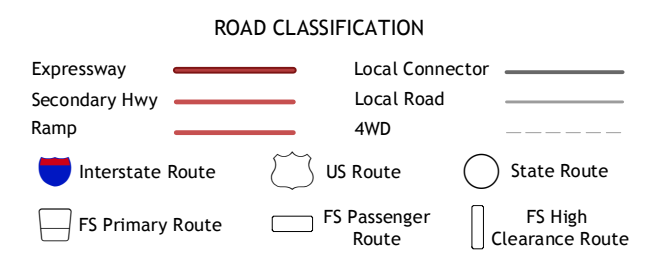 ROAD CLASSIFICATION
Expressway
Local Connector
Secondary Hwy
Local Road
Ramp
4WD
Interstate Route
US Route
State Route
FS Primary Route
FS Passenger
Route
FS High
Clearance Route